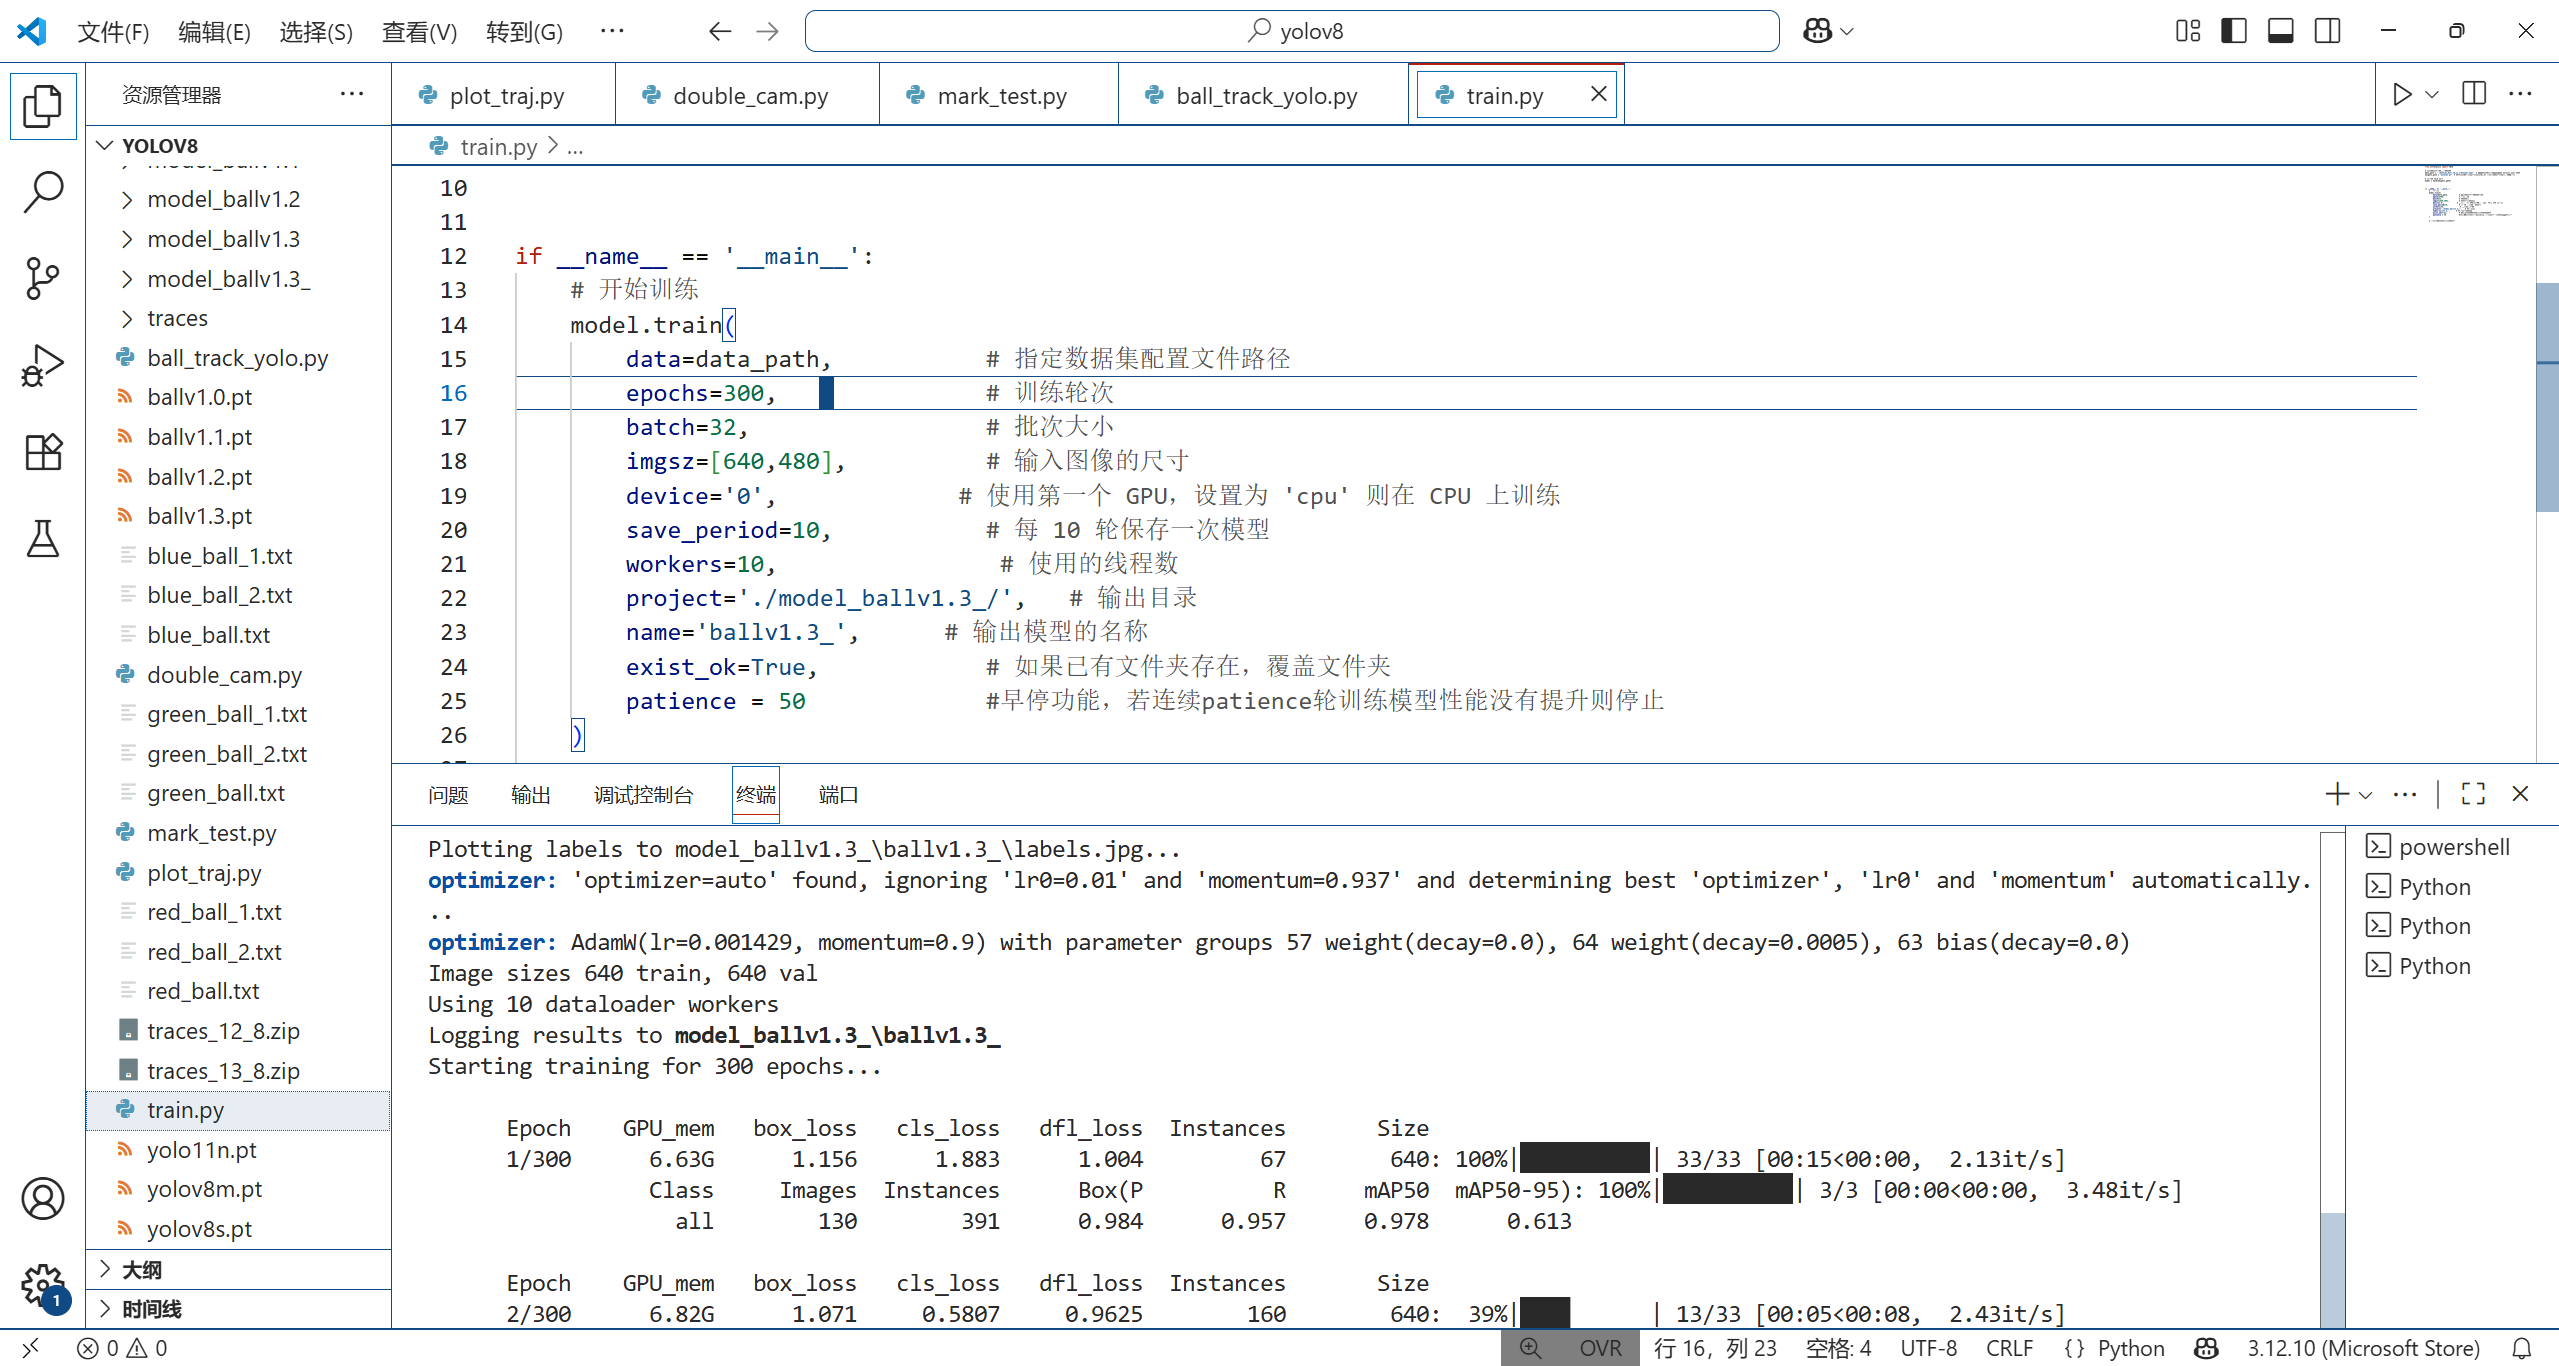 文件(F) 编辑(E) 选择(S) 查看(V) 转到(G) ··· yolov8
资源管理器 ···
YOLOV8
model_ballv1.2
model_ballv1.3
model_ballv1.3_
traces
ball_track_yolo.py
ballv1.0.pt
ballv1.1.pt
ballv1.2.pt
ballv1.3.pt
blue_ball_1.txt
blue_ball_2.txt
blue_ball.txt
double_cam.py
green_ball_1.txt
green_ball_2.txt
green_ball.txt
mark_test.py
plot_traj.py
red_ball_1.txt
red_ball_2.txt
red_ball.txt
traces_12_8.zip
traces_13_8.zip
train.py
yolo11n.pt
yolov8m.pt
yolov8s.pt
大纲
时间线
1
plot_traj.py double_cam.py mark_test.py ball_track_yolo.py train.py
train.py > ...
10
11
12 if __name__ == '__main__':
13 # 开始训练
14 model.train(
15 data=data_path, # 指定数据集配置文件路径
16 epochs=300, # 训练轮次
17 batch=32, # 批次大小
18 imgsz=[640,480], # 输入图像的尺寸
19 device='0', # 使用第一个 GPU，设置为 'cpu' 则在 CPU 上训练
20 save_period=10, # 每 10 轮保存一次模型
21 workers=10, # 使用的线程数
22 project='./model_ballv1.3_/', # 输出目录
23 name='ballv1.3_', # 输出模型的名称
24 exist_ok=True, # 如果已有文件夹存在，覆盖文件夹
25 patience = 50 #早停功能，若连续patience轮训练模型性能没有提升则停止
26 )
问题 输出 调试控制台 终端 端口
Plotting labels to model_ballv1.3_\ballv1.3_\labels.jpg...
optimizer: 'optimizer=auto' found, ignoring 'lr0=0.01' and 'momentum=0.937' and determining best 'optimizer', 'lr0' and 'momentum' automatically.
..
optimizer: AdamW(lr=0.001429, momentum=0.9) with parameter groups 57 weight(decay=0.0), 64 weight(decay=0.0005), 63 bias(decay=0.0)
Image sizes 640 train, 640 val
Using 10 dataloader workers
Logging results to model_ballv1.3_\ballv1.3_
Starting training for 300 epochs...
Epoch GPU_mem box_loss cls_loss dfl_loss Instances Size
1/300 6.63G 1.156 1.883 1.004 67 640: 100%|██████████| 33/33 [00:15<00:00, 2.13it/s]
Class Images Instances Box(P R mAP50 mAP50-95): 100%|██████████| 3/3 [00:00<00:00, 3.48it/s]
all 130 391 0.984 0.957 0.978 0.613
Epoch GPU_mem box_loss cls_loss dfl_loss Instances Size
2/300 6.82G 1.071 0.5807 0.9625 160 640: 39%|███▉ | 13/33 [00:05<00:08, 2.43it/s]
powershell
Python
Python
Python
0 0 OVR 行 16，列 23 空格: 4 UTF-8 CRLF {} Python 3.12.10 (Microsoft Store)